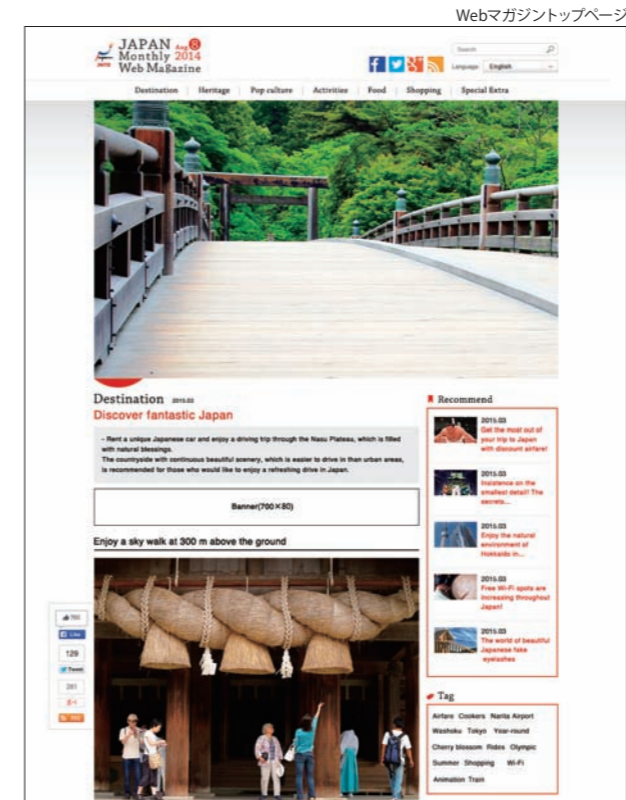 Webマガジントップページ
JAPAN Aug 8
Monthly 2014
Web Magazine
JNTO
Search
Language: English
Destination Heritage Pop culture Activities Food Shopping Special Extra
Destination 2015.03
Discover fantastic Japan
- Rent a unique Japanese car and enjoy a driving trip through the Nasu Plateau, which is filled
with natural blessings.
The countryside with continuous beautiful scenery, which is easier to drive in than urban areas,
is recommended for those who would like to enjoy a refreshing drive in Japan.
Banner(700×80)
Enjoy a sky walk at 300 m above the ground
Like
129
Tweet
281
Recommend
2015.03
Get the most out of
your trip to Japan
with discount airfare!
2015.03
Insistence on the
smallest detail! The
secrets...
2015.03
Enjoy the natural
environment of
Hokkaido in...
2015.03
Free Wi-Fi spots are
increasing throughout
Japan!
2015.03
The world of beautiful
Japanese fake
eyelashes
Tag
Airfare Cookers Narita Airport
Washoku Tokyo Year-round
Cherry blossom Rides Olympic
Summer Shopping Wi-Fi
Animation Train